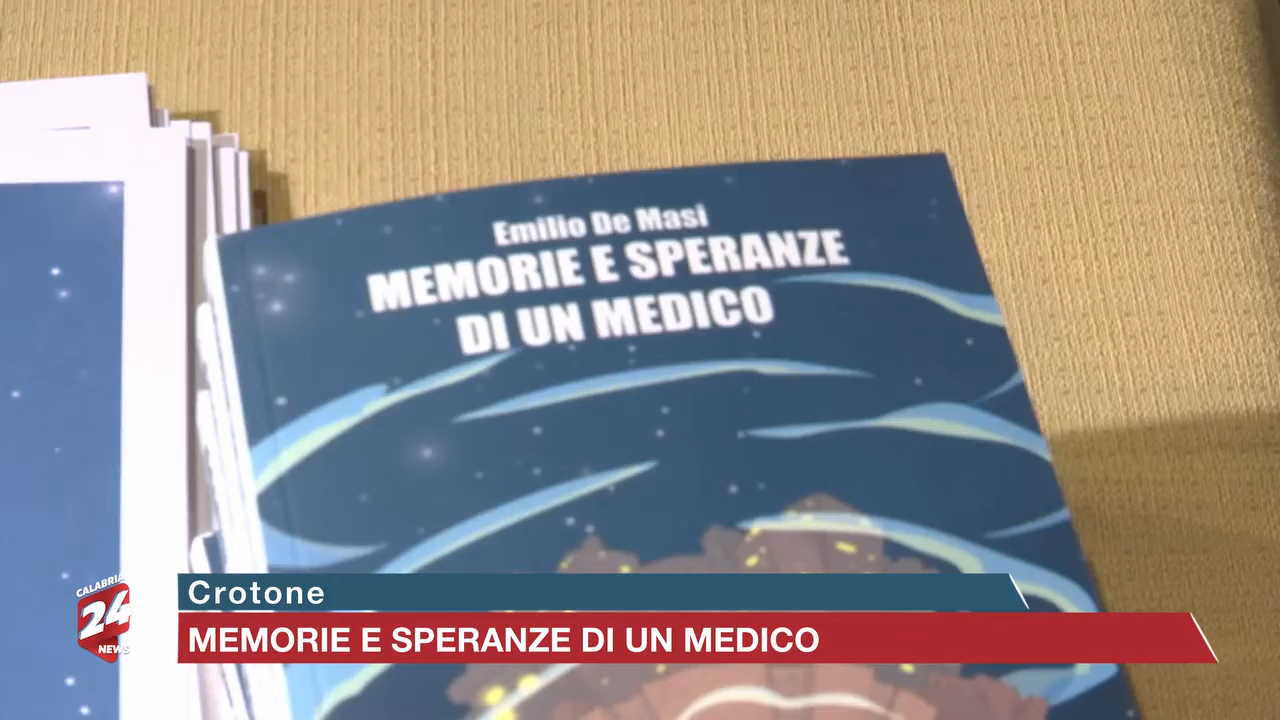 Emilio De Masi
MEMORIE E SPERANZE
DI UN MEDICO
Crotone
MEMORIE E SPERANZE DI UN MEDICO
CALABRIA
24
NEWS